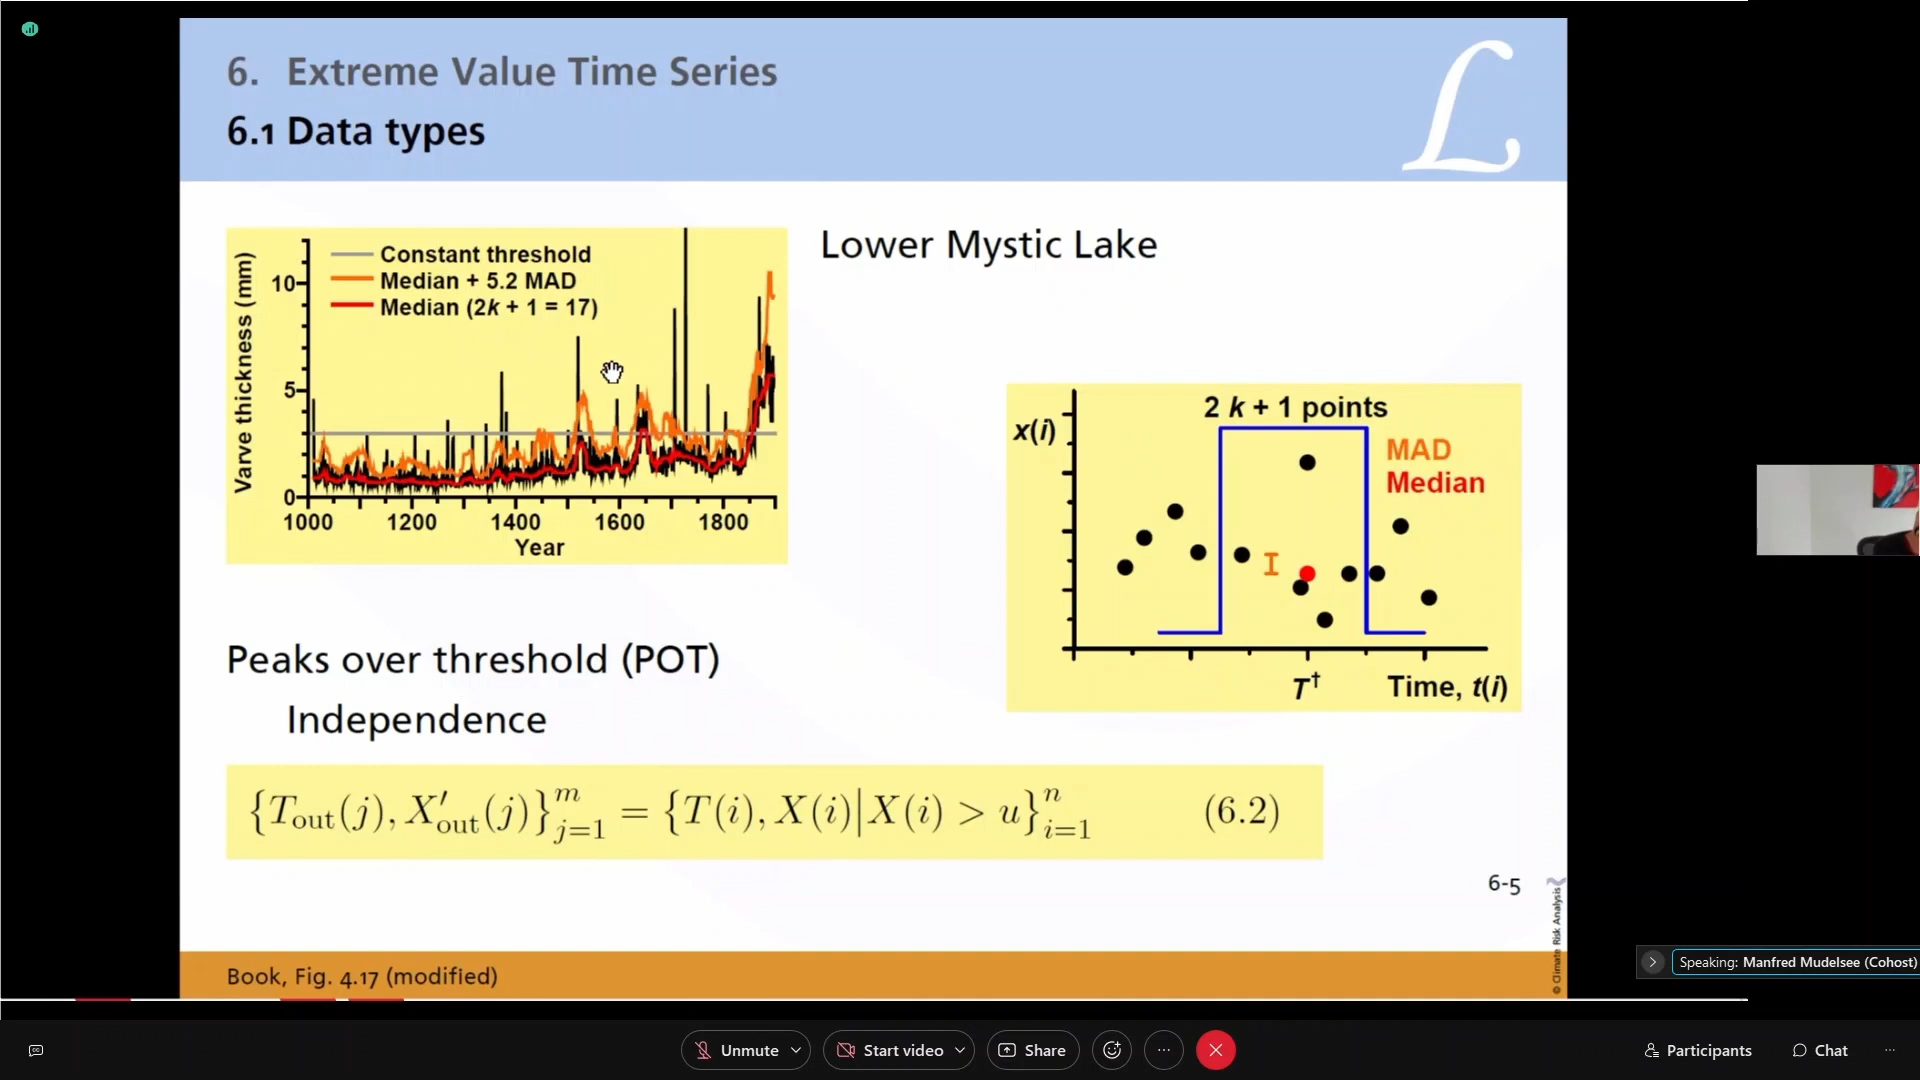 6. Extreme Value Time Series
6.1 Data types
L
Constant threshold
Median + 5.2 MAD
Median (2k + 1 = 17)
Varve thickness (mm)
10
5
0
1000 1200 1400 1600 1800
Year
Lower Mystic Lake
2 k + 1 points
x(i)
MAD
Median
I
T† Time, t(i)
Peaks over threshold (POT)
Independence
{T_out(j), X′_out(j)}_{j=1}^{m} = {T(i), X(i)|X(i) > u}_{i=1}^{n} (6.2)
6-5
© Climate Risk Analysis
Book, Fig. 4.17 (modified)
Speaking: Manfred Mudelsee (Cohost)
Unmute Start video Share Participants Chat